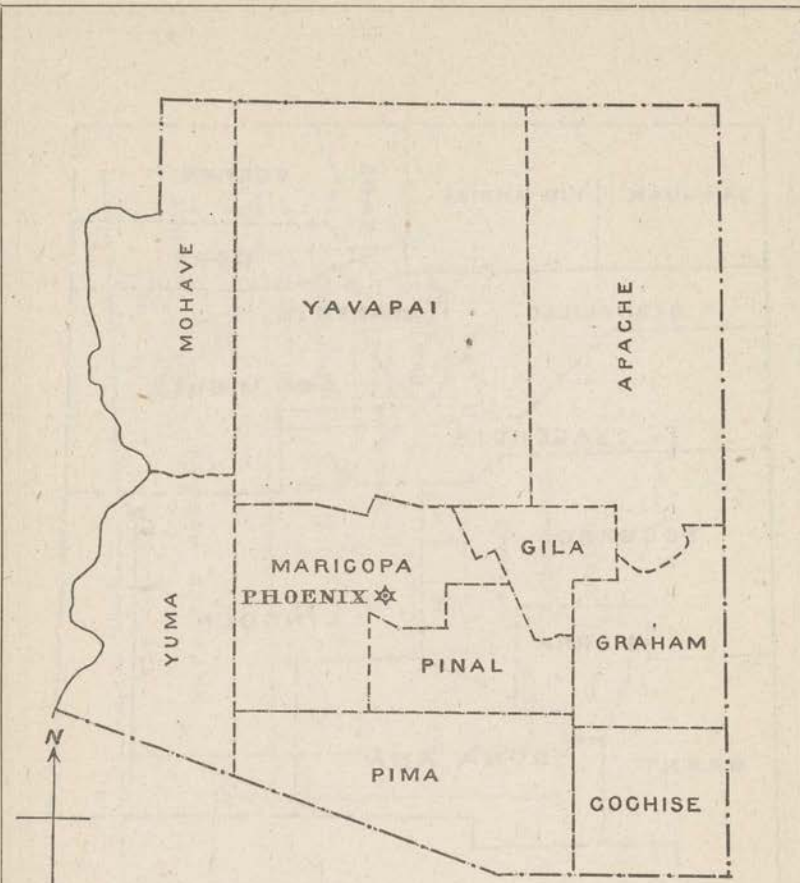 MOHAVE
YAVAPAI
APACHE
MARICOPA
PHOENIX
GILA
YUMA
PINAL
GRAHAM
N
PIMA
COCHISE